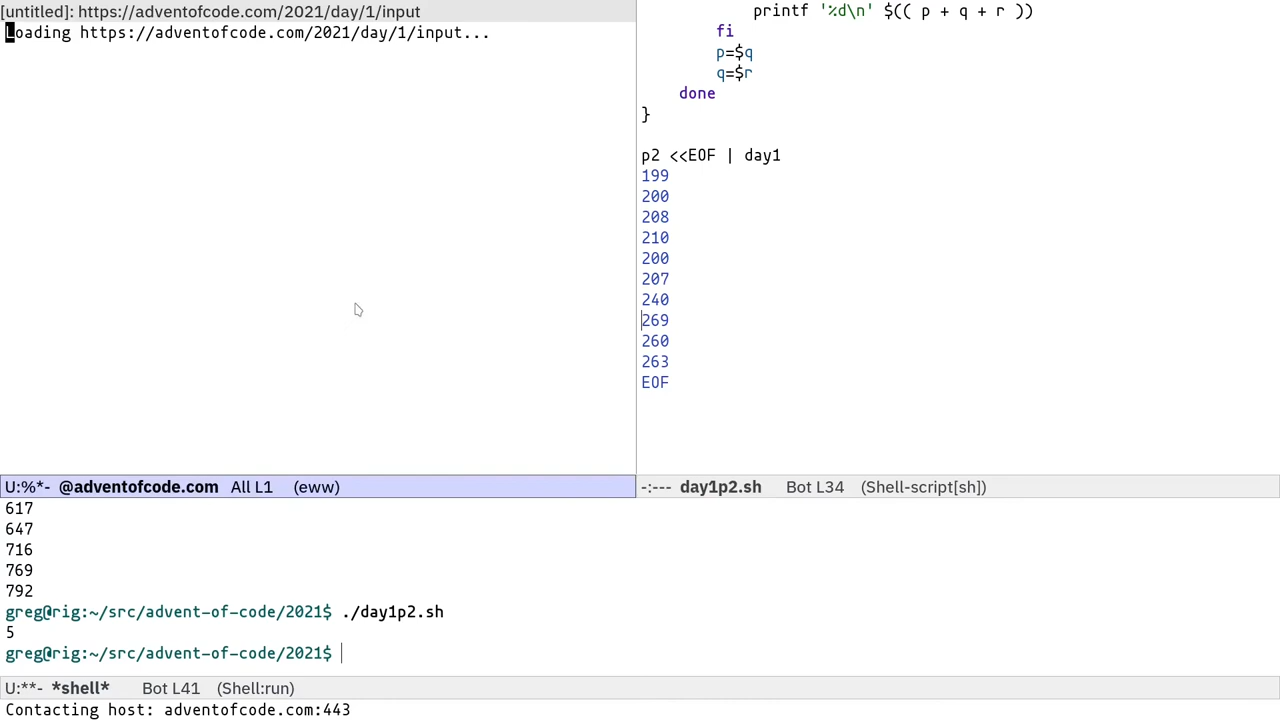 [untitled]: https://adventofcode.com/2021/day/1/input
Loading https://adventofcode.com/2021/day/1/input...
U:%*- @adventofcode.com All L1 (eww)
printf '%d\n' $(( p + q + r ))
fi
p=$q
q=$r
done
}
p2 <<EOF | day1
199
200
208
210
200
207
240
269
260
263
EOF
-:--- day1p2.sh Bot L34 (Shell-script[sh])
617
647
716
769
792
greg@rig:~/src/advent-of-code/2021$ ./day1p2.sh
5
greg@rig:~/src/advent-of-code/2021$
U:**- *shell* Bot L41 (Shell:run)
Contacting host: adventofcode.com:443